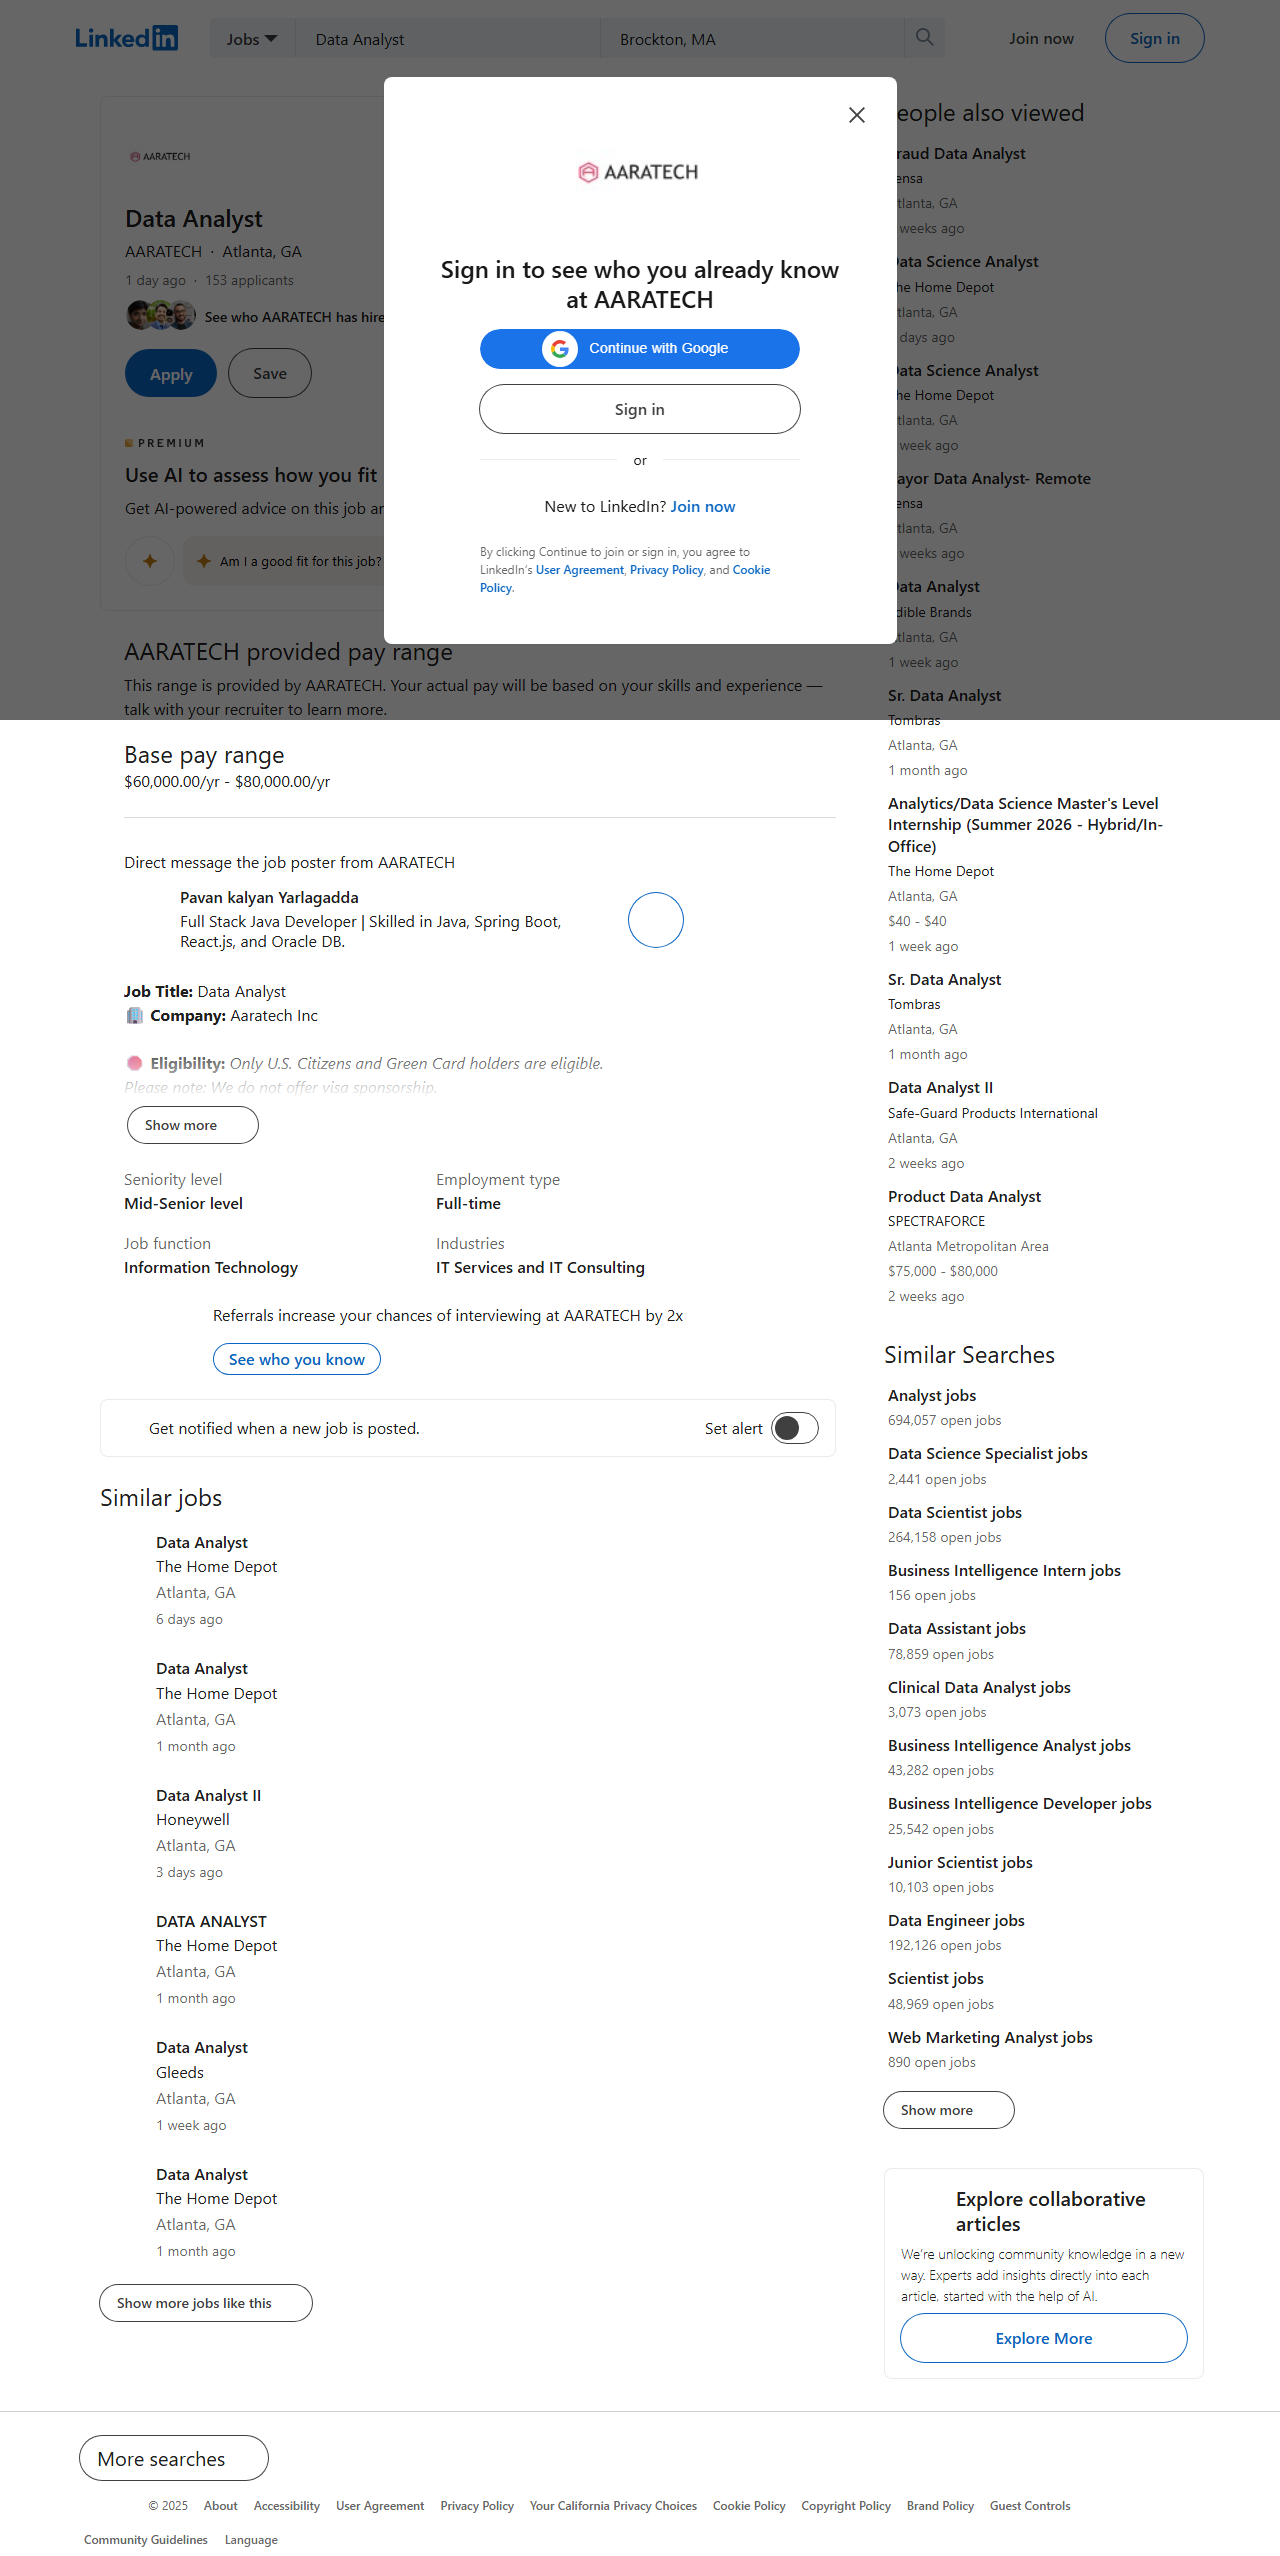 LinkedIn
Jobs
Data Analyst
Brockton, MA
Join now
Sign in
AARATECH
Data Analyst
AARATECH · Atlanta, GA
1 day ago · 153 applicants
See who AARATECH has hire
Apply
Save
PREMIUM
Use AI to assess how you fit
Get AI-powered advice on this job
Am I a good fit for this job?
AARATECH
Sign in to see who you already know
at AARATECH
Continue with Google
Sign in
or
New to LinkedIn? Join now
By clicking Continue to join or sign in, you agree to
LinkedIn's User Agreement, Privacy Policy, and Cookie
Policy.
AARATECH provided pay range
This range is provided by AARATECH. Your actual pay will be based on your skills and experience —
talk with your recruiter to learn more.
Base pay range
$60,000.00/yr - $80,000.00/yr
Direct message the job poster from AARATECH
Pavan kalyan Yarlagadda
Full Stack Java Developer | Skilled in Java, Spring Boot,
React.js, and Oracle DB.
Job Title: Data Analyst
Company: Aaratech Inc
Eligibility: Only U.S. Citizens and Green Card holders are eligible.
Please note: We do not offer visa sponsorship.
Show more
Seniority level
Mid-Senior level
Employment type
Full-time
Job function
Information Technology
Industries
IT Services and IT Consulting
Referrals increase your chances of interviewing at AARATECH by 2x
See who you know
Get notified when a new job is posted.
Set alert
Similar jobs
Data Analyst
The Home Depot
Atlanta, GA
6 days ago
Data Analyst
The Home Depot
Atlanta, GA
1 month ago
Data Analyst II
Honeywell
Atlanta, GA
3 days ago
DATA ANALYST
The Home Depot
Atlanta, GA
1 month ago
Data Analyst
Gleeds
Atlanta, GA
1 week ago
Data Analyst
The Home Depot
Atlanta, GA
1 month ago
Show more jobs like this
eople also viewed
raud Data Analyst
ensa
tlanta, GA
weeks ago
ata Science Analyst
he Home Depot
tlanta, GA
days ago
ata Science Analyst
he Home Depot
tlanta, GA
week ago
ayor Data Analyst- Remote
ensa
tlanta, GA
weeks ago
ata Analyst
dible Brands
tlanta, GA
1 week ago
Sr. Data Analyst
Tombras
Atlanta, GA
1 month ago
Analytics/Data Science Master's Level
Internship (Summer 2026 - Hybrid/In-
Office)
The Home Depot
Atlanta, GA
$40 - $40
1 week ago
Sr. Data Analyst
Tombras
Atlanta, GA
1 month ago
Data Analyst II
Safe-Guard Products International
Atlanta, GA
2 weeks ago
Product Data Analyst
SPECTRAFORCE
Atlanta Metropolitan Area
$75,000 - $80,000
2 weeks ago
Similar Searches
Analyst jobs
694,057 open jobs
Data Science Specialist jobs
2,441 open jobs
Data Scientist jobs
264,158 open jobs
Business Intelligence Intern jobs
156 open jobs
Data Assistant jobs
78,859 open jobs
Clinical Data Analyst jobs
3,073 open jobs
Business Intelligence Analyst jobs
43,282 open jobs
Business Intelligence Developer jobs
25,542 open jobs
Junior Scientist jobs
10,103 open jobs
Data Engineer jobs
192,126 open jobs
Scientist jobs
48,969 open jobs
Web Marketing Analyst jobs
890 open jobs
Show more
Explore collaborative
articles
We're unlocking community knowledge in a new
way. Experts add insights directly into each
article, started with the help of AI.
Explore More
More searches
© 2025 About Accessibility User Agreement Privacy Policy Your California Privacy Choices Cookie Policy Copyright Policy Brand Policy Guest Controls
Community Guidelines Language